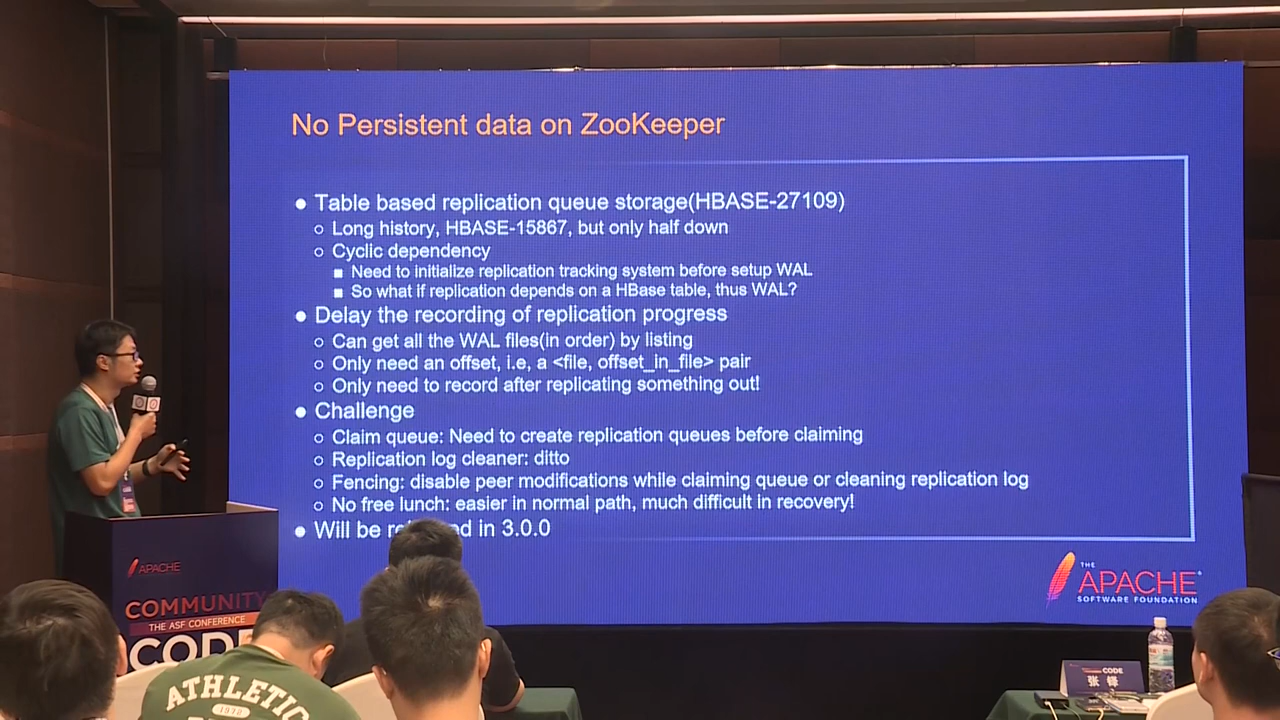 No Persistent data on ZooKeeper
● Table based replication queue storage(HBASE-27109)
○ Long history, HBASE-15867, but only half down
○ Cyclic dependency
■ Need to initialize replication tracking system before setup WAL
■ So what if replication depends on a HBase table, thus WAL?
● Delay the recording of replication progress
○ Can get all the WAL files(in order) by listing
○ Only need an offset, i.e, a <file, offset_in_file> pair
○ Only need to record after replicating something out!
● Challenge
○ Claim queue: Need to create replication queues before claiming
○ Replication log cleaner: ditto
○ Fencing: disable peer modifications while claiming queue or cleaning replication log
○ No free lunch: easier in normal path, much difficult in recovery!
● Will be in 3.0.0
THE
APACHE
SOFTWARE FOUNDATION
APACHE
COMMUNITY
THE ASF CONFERENCE
CODE
ATHLETIC
CODE
张铎